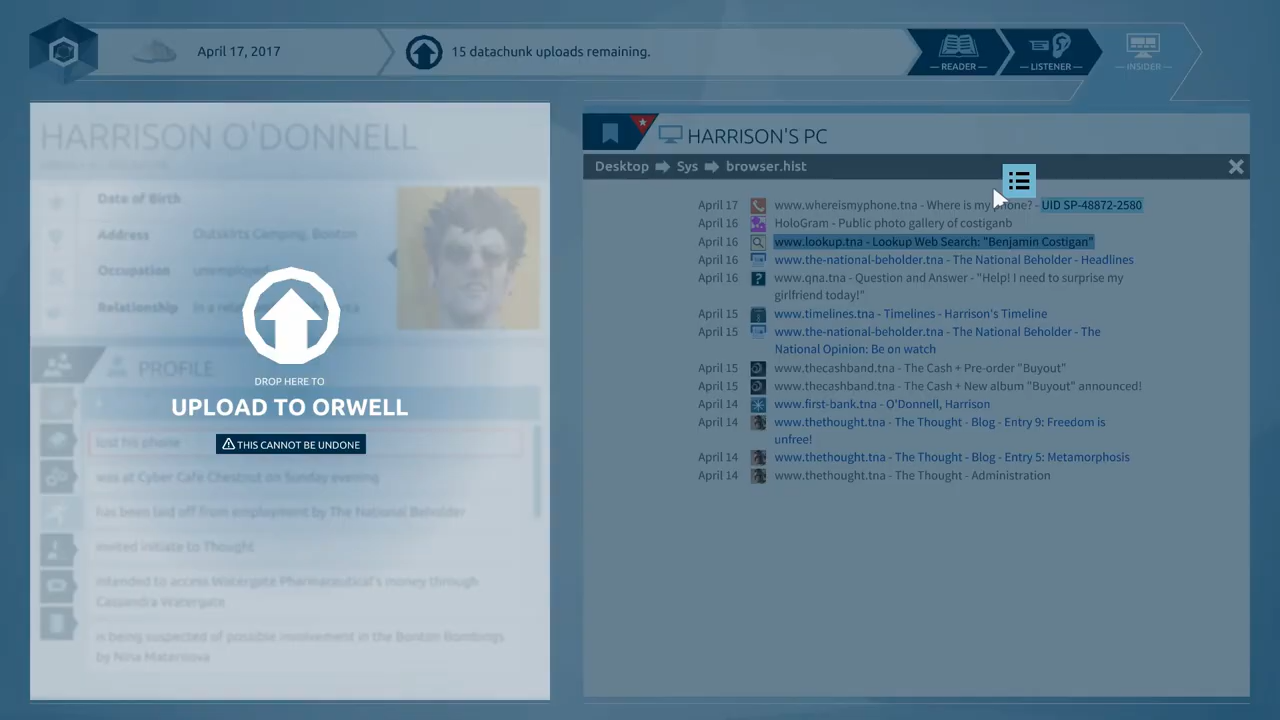 April 17, 2017
15 datachunk uploads remaining.
— READER —
— LISTENER —
— INSIDER —
HARRISON O'DONNELL
Date of Birth
Address Outskirts Camping, Bonton
Occupation unemployed
Relationship in a rela
PROFILE
DROP HERE TO
UPLOAD TO ORWELL
THIS CANNOT BE UNDONE
lost his phone
was at Cyber Cafe Chestnut on Sunday evening
has been laid off from employment by The National Beholder
invited initiate to Thought
intended to access Watergate Pharmaceutical's money through
Cassandra Watergate
is being suspected of possible involvement in the Bonton Bombings
by Nina Maternova
HARRISON'S PC
Desktop Sys browser.hist
April 17 www.whereismyphone.tna - Where is my phone? - UID SP-48872-2580
April 16 HoloGram - Public photo gallery of costiganb
April 16 www.lookup.tna - Lookup Web Search: "Benjamin Costigan"
April 16 www.the-national-beholder.tna - The National Beholder - Headlines
April 16 www.qna.tna - Question and Answer - "Help! I need to surprise my
girlfriend today!"
April 15 www.timelines.tna - Timelines - Harrison's Timeline
April 15 www.the-national-beholder.tna - The National Beholder - The
National Opinion: Be on watch
April 15 www.thecashband.tna - The Cash + Pre-order "Buyout"
April 15 www.thecashband.tna - The Cash + New album "Buyout" announced!
April 14 www.first-bank.tna - O'Donnell, Harrison
April 14 www.thethought.tna - The Thought - Blog - Entry 9: Freedom is
unfree!
April 14 www.thethought.tna - The Thought - Blog - Entry 5: Metamorphosis
April 14 www.thethought.tna - The Thought - Administration